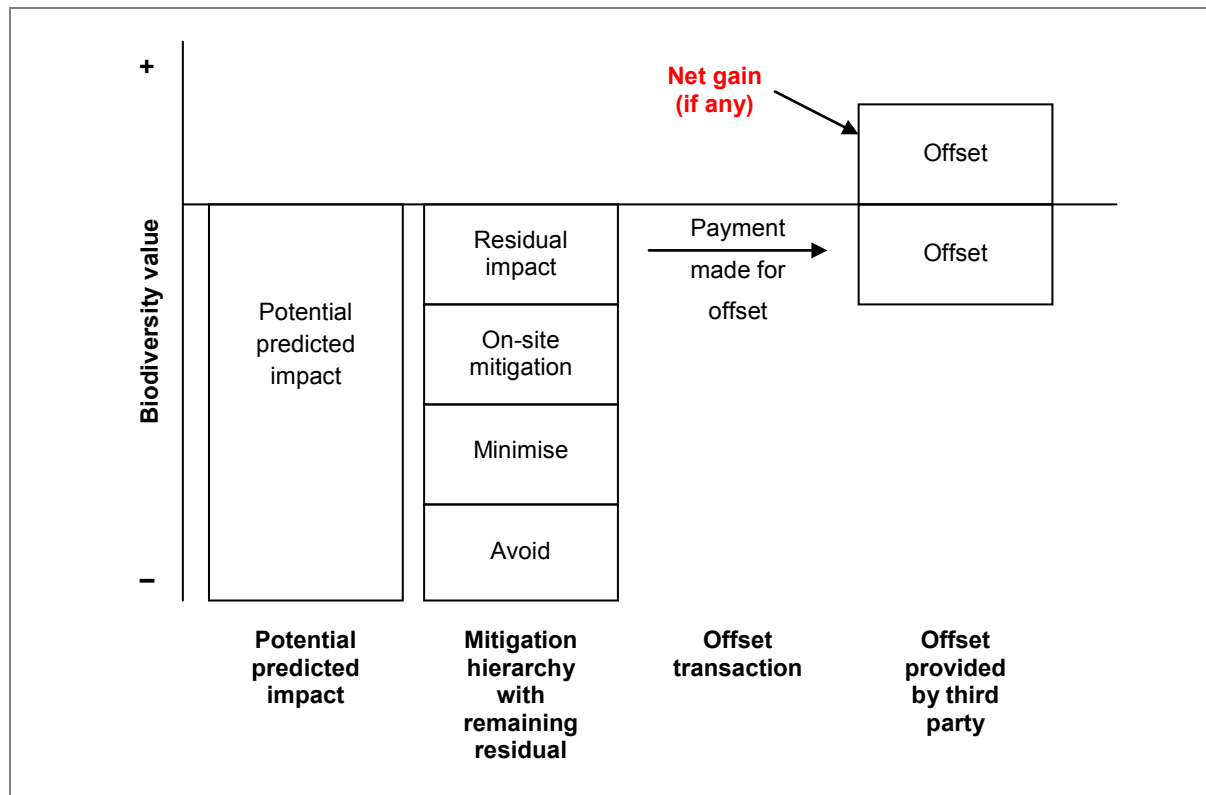 +
Biodiversity value
–
Net gain
(if any)
Offset
Offset
Potential
predicted
impact
Residual
impact
On-site
mitigation
Minimise
Avoid
Payment
made for
offset
Potential
predicted
impact
Mitigation
hierarchy
with
remaining
residual
Offset
transaction
Offset
provided
by third
party